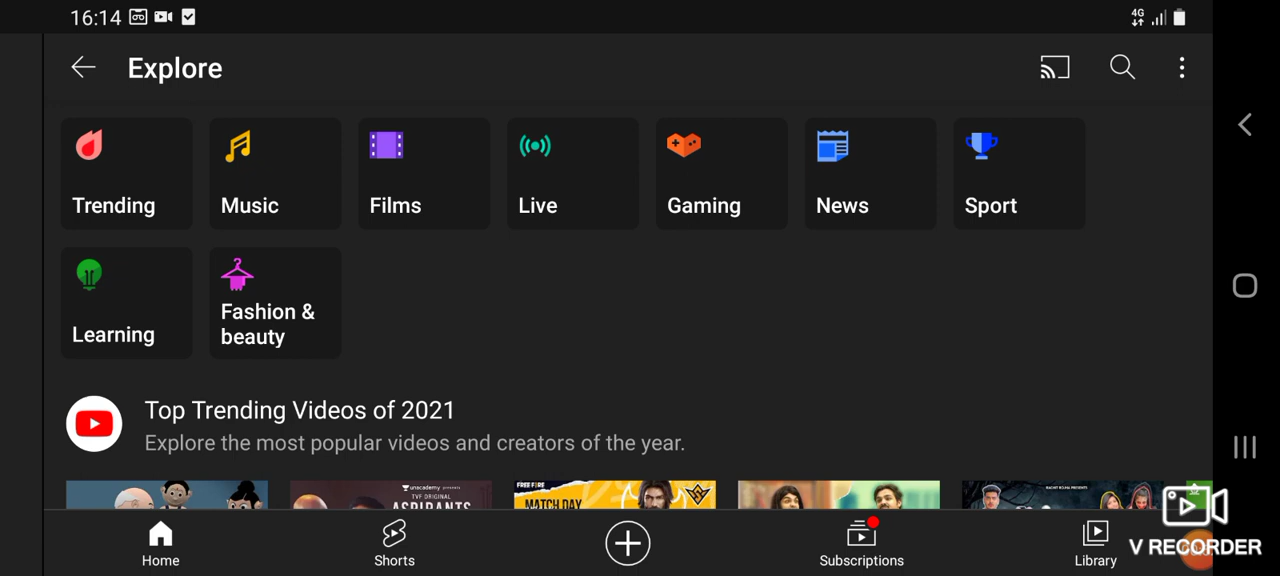 16:14
4G
Explore
Trending
Music
Films
Live
Gaming
News
Sport
Learning
Fashion &
beauty
Top Trending Videos of 2021
Explore the most popular videos and creators of the year.
unacademy presents
TVF ORIGINAL
ASPIRANTS
FREE FIRE
MATCH DAY
Home
Shorts
Subscriptions
Library
V RECORDER